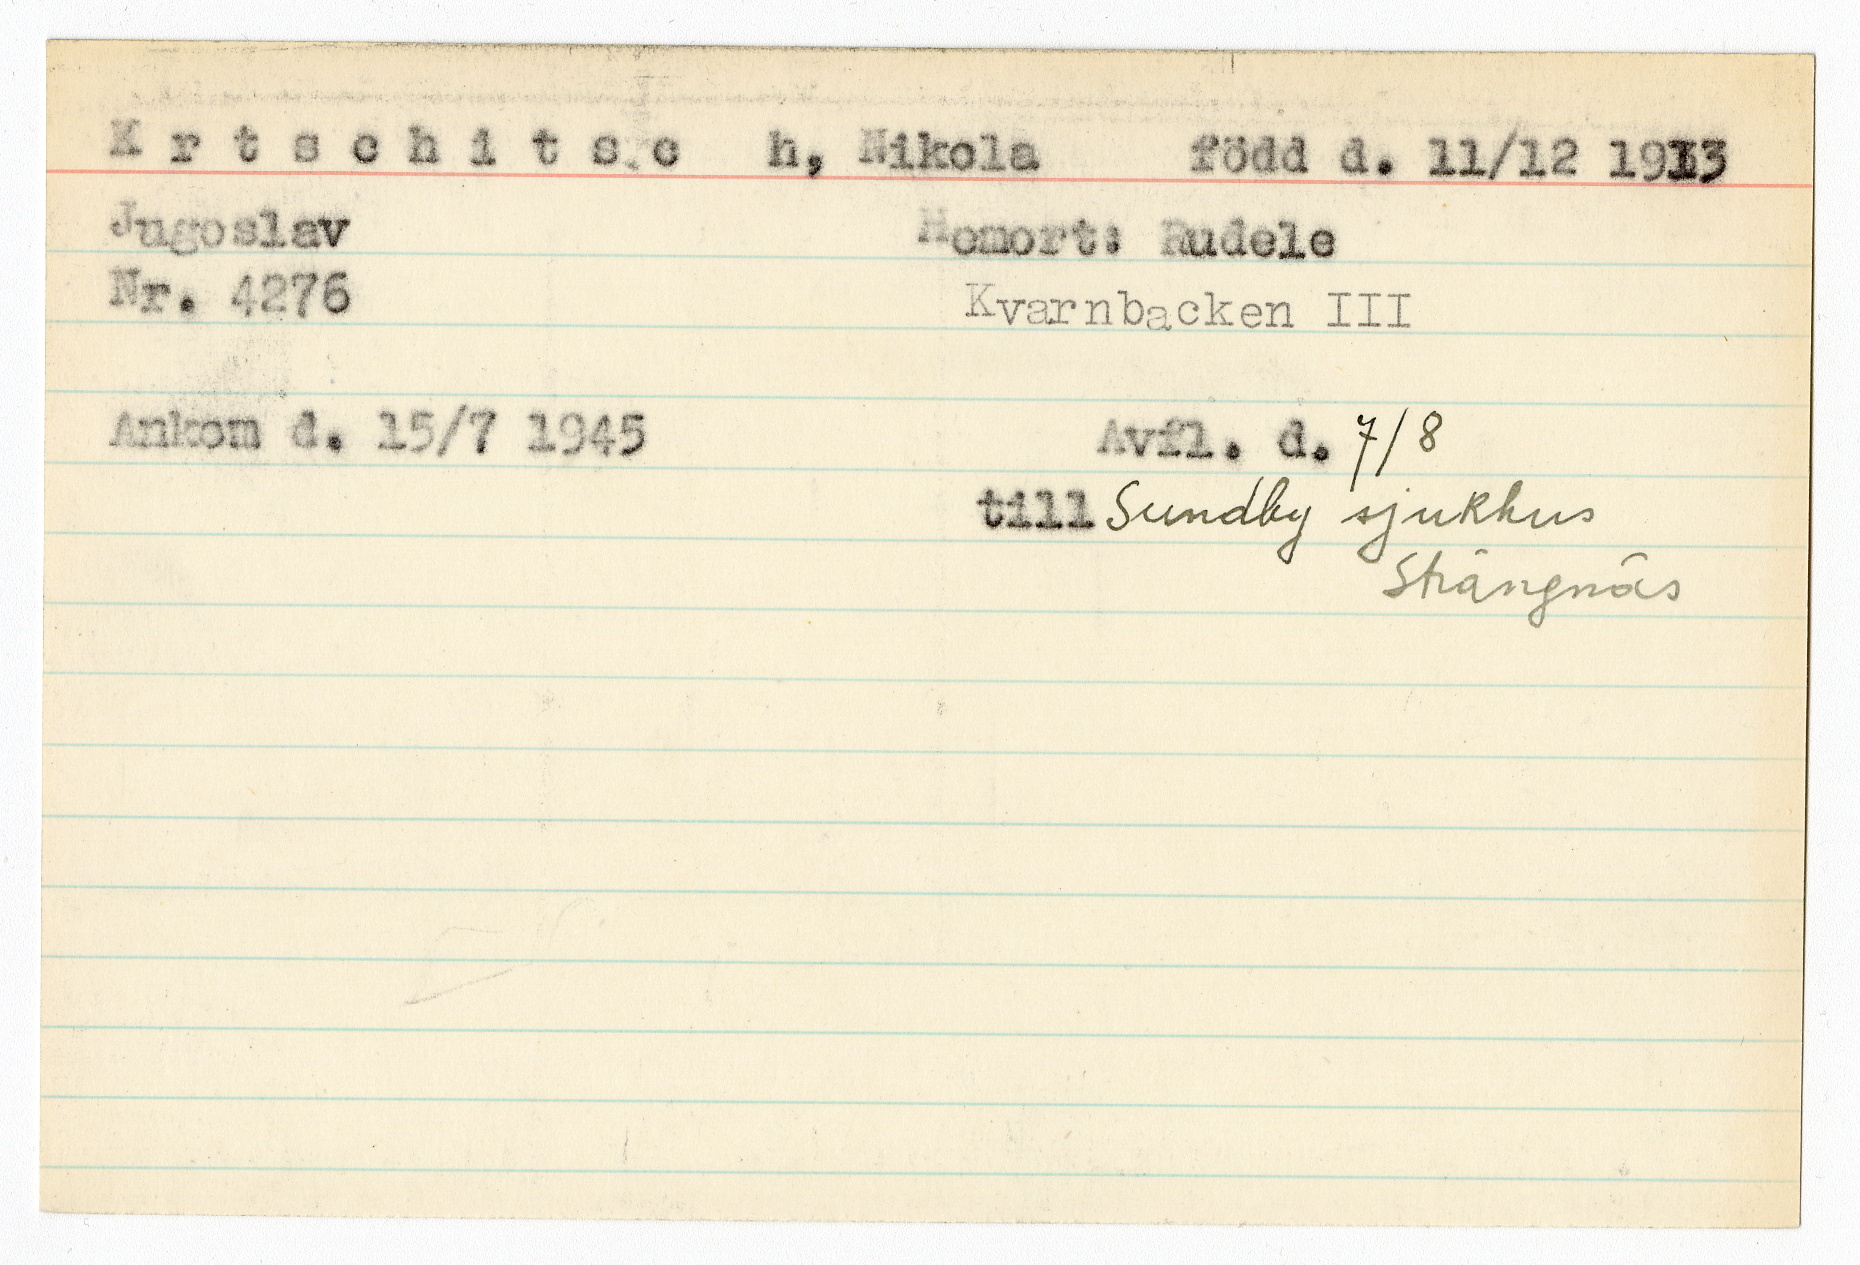 K r t s c h i t s c h, Nikola född d. 11/12 1913
Jugoslav Hemort: Rudele
Nr. 4276 Kvarnbacken III
Ankom d. 15/7 1945 Avfl. d. 7/8
till Sundby sjukhus
Strängnäs